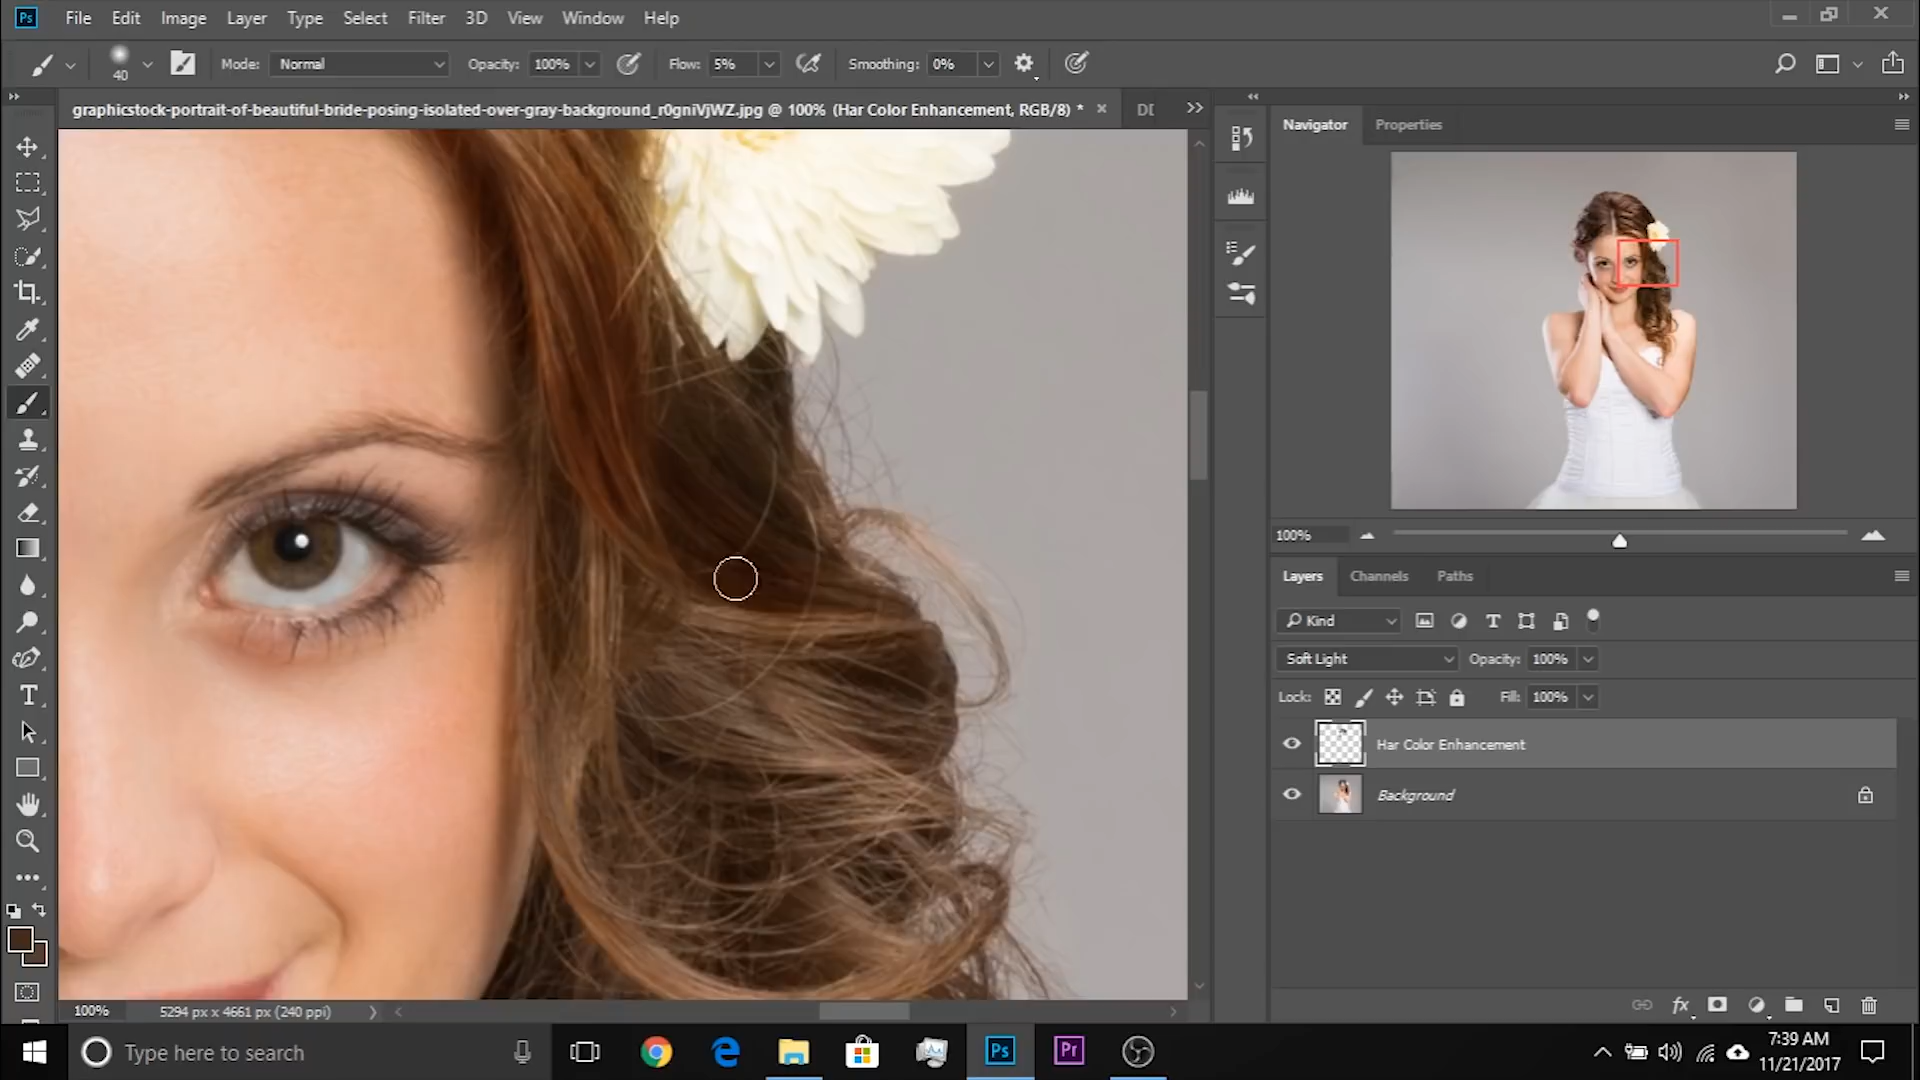 Ps File Edit Image Layer Type Select Filter 3D View Window Help
40 Mode: Normal Opacity: 100% Flow: 5% Smoothing: 0%
graphicstock-portrait-of-beautiful-bride-posing-isolated-over-gray-background_r0gniVjWZ.jpg @ 100% (Har Color Enhancement, RGB/8) *
Navigator Properties
100%
Layers Channels Paths
Kind
Soft Light Opacity: 100%
Lock: Fill: 100%
Har Color Enhancement
Background
fx
100% 5294 px x 4661 px (240 ppi)
Type here to search
Ps Pr
7:39 AM
11/21/2017